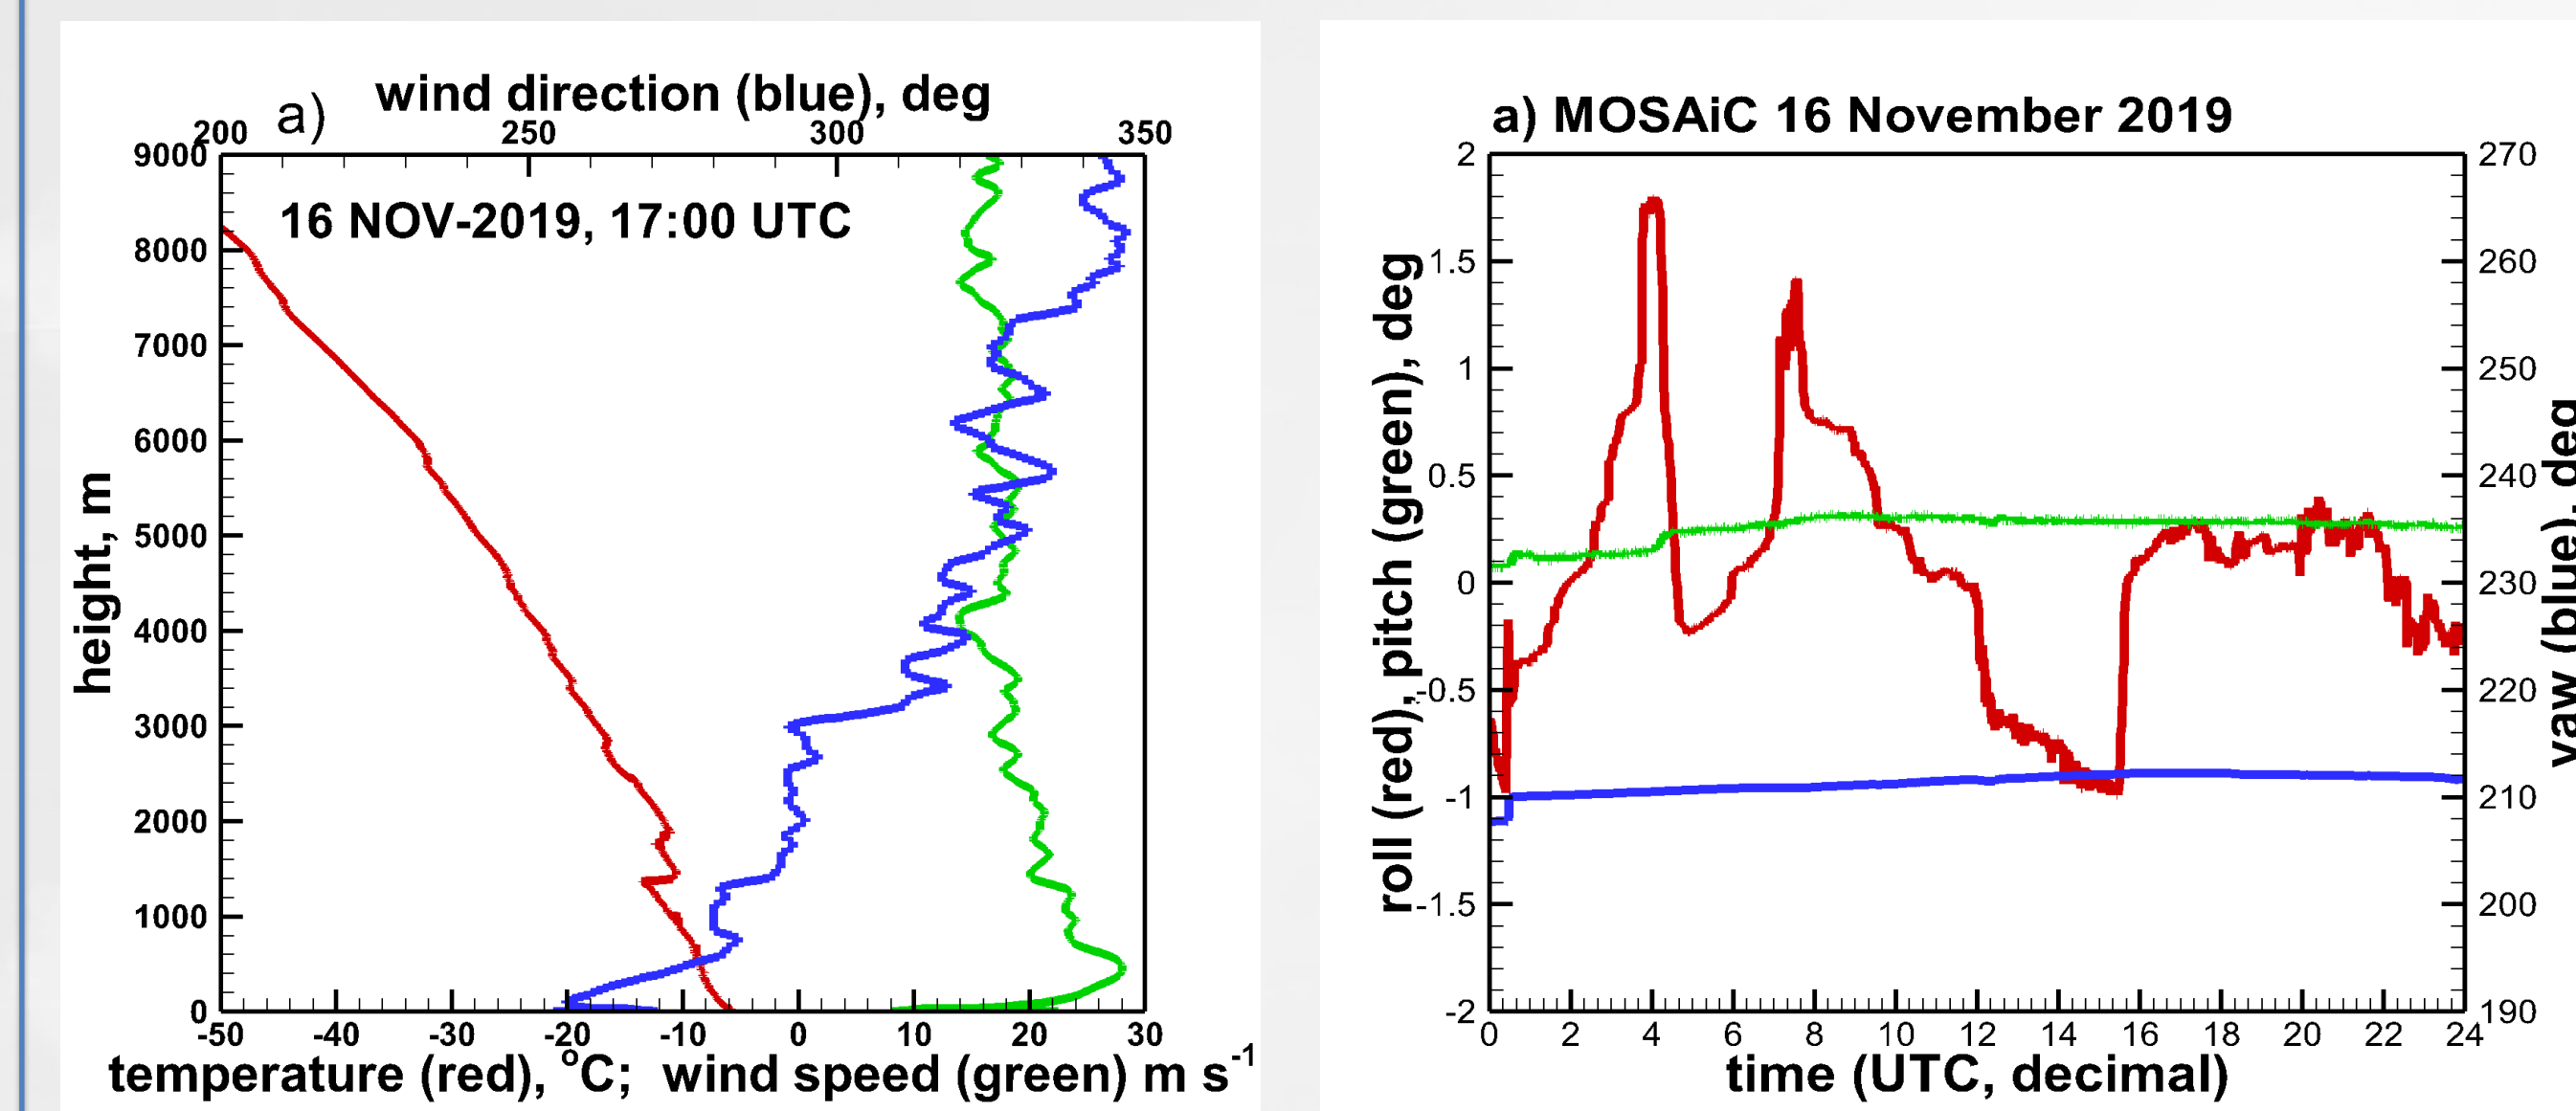 wind direction (blue), deg
a)
200 250 300 350
16 NOV-2019, 17:00 UTC
9000
8000
7000
6000
5000
4000
3000
2000
1000
0
height, m
-50 -40 -30 -20 -10 0 10 20 30
temperature (red), °C; wind speed (green) m s⁻¹
a) MOSAiC 16 November 2019
2
1.5
1
0.5
0
-0.5
-1
-1.5
-2
roll (red), pitch (green), deg
270
260
250
240
230
220
210
200
190
yaw (blue), deg
0 2 4 6 8 10 12 14 16 18 20 22 24
time (UTC, decimal)